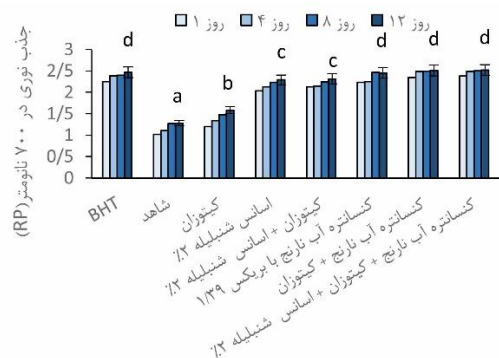 روز ۱ روز ۴ روز ۸ روز ۱۲
جذب نوری در ۷۰۰ نانومتر(RP)
3
2/5
2
1/5
1
0/5
0
d
a
b
c
c
d
d
d
BHT
شاهد
کیتوزان
اسانس شنبلیله ۲٪
کیتوزان + اسانس شنبلیله ۲٪
کنسانتره آب نارنج با بریکس ۱/۳۹
کنسانتره آب نارنج + کیتوزان
کنسانتره آب نارنج + کیتوزان + اسانس شنبلیله ۲٪